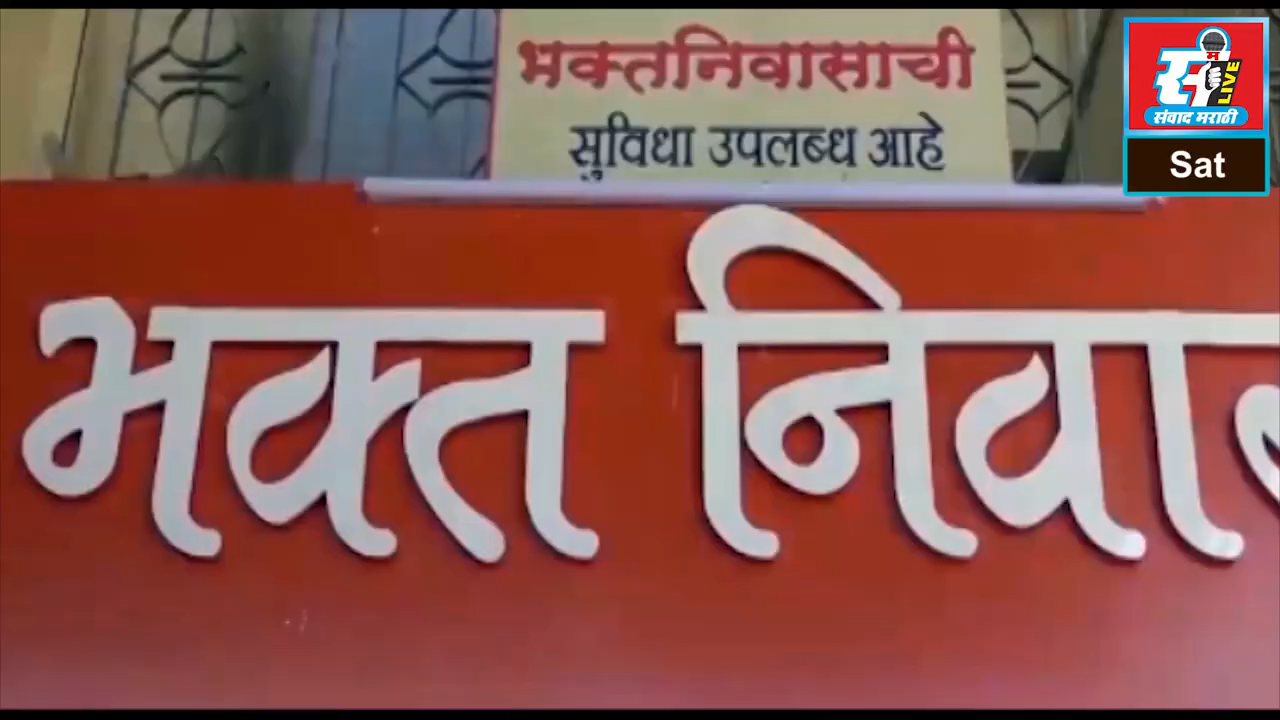 भक्तनिवासाची
सुविधा उपलब्ध आहे
म
LIVE
संवाद मराठी
Sat
भक्त